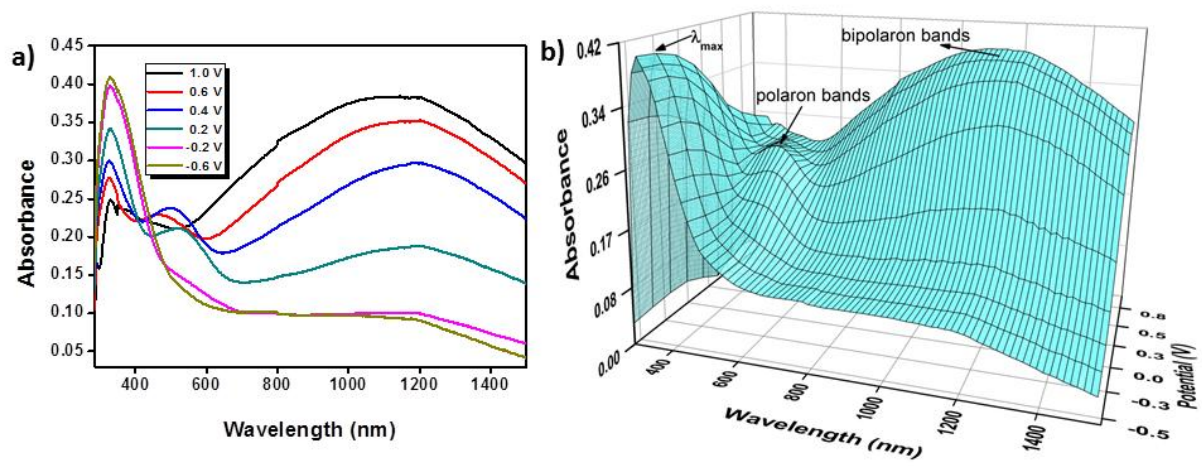 a)
0.45
0.40
0.35
0.30
0.25
0.20
0.15
0.10
0.05
Absorbance
1.0 V
0.6 V
0.4 V
0.2 V
-0.2 V
-0.6 V
400 600 800 1000 1200 1400
Wavelength (nm)
b)
0.42
0.34
0.26
0.17
0.08
0.00
Absorbance
λmax
polaron bands
bipolaron bands
400 600 800 1000 1200 1400
Wavelength (nm)
0.8
0.5
0.3
0.0
-0.3
-0.5
Potential (V)